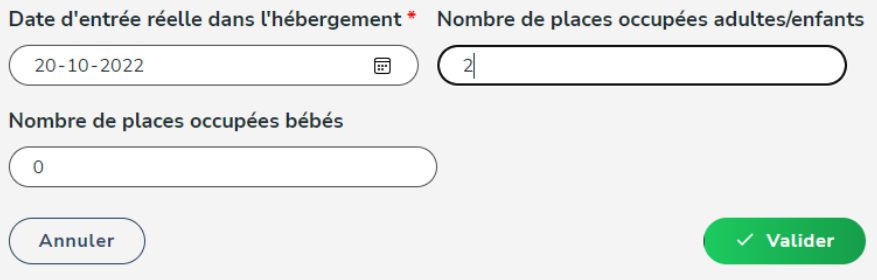 Date d'entrée réelle dans l'hébergement * Nombre de places occupées adultes/enfants
20-10-2022 2
Nombre de places occupées bébés
0
Annuler Valider